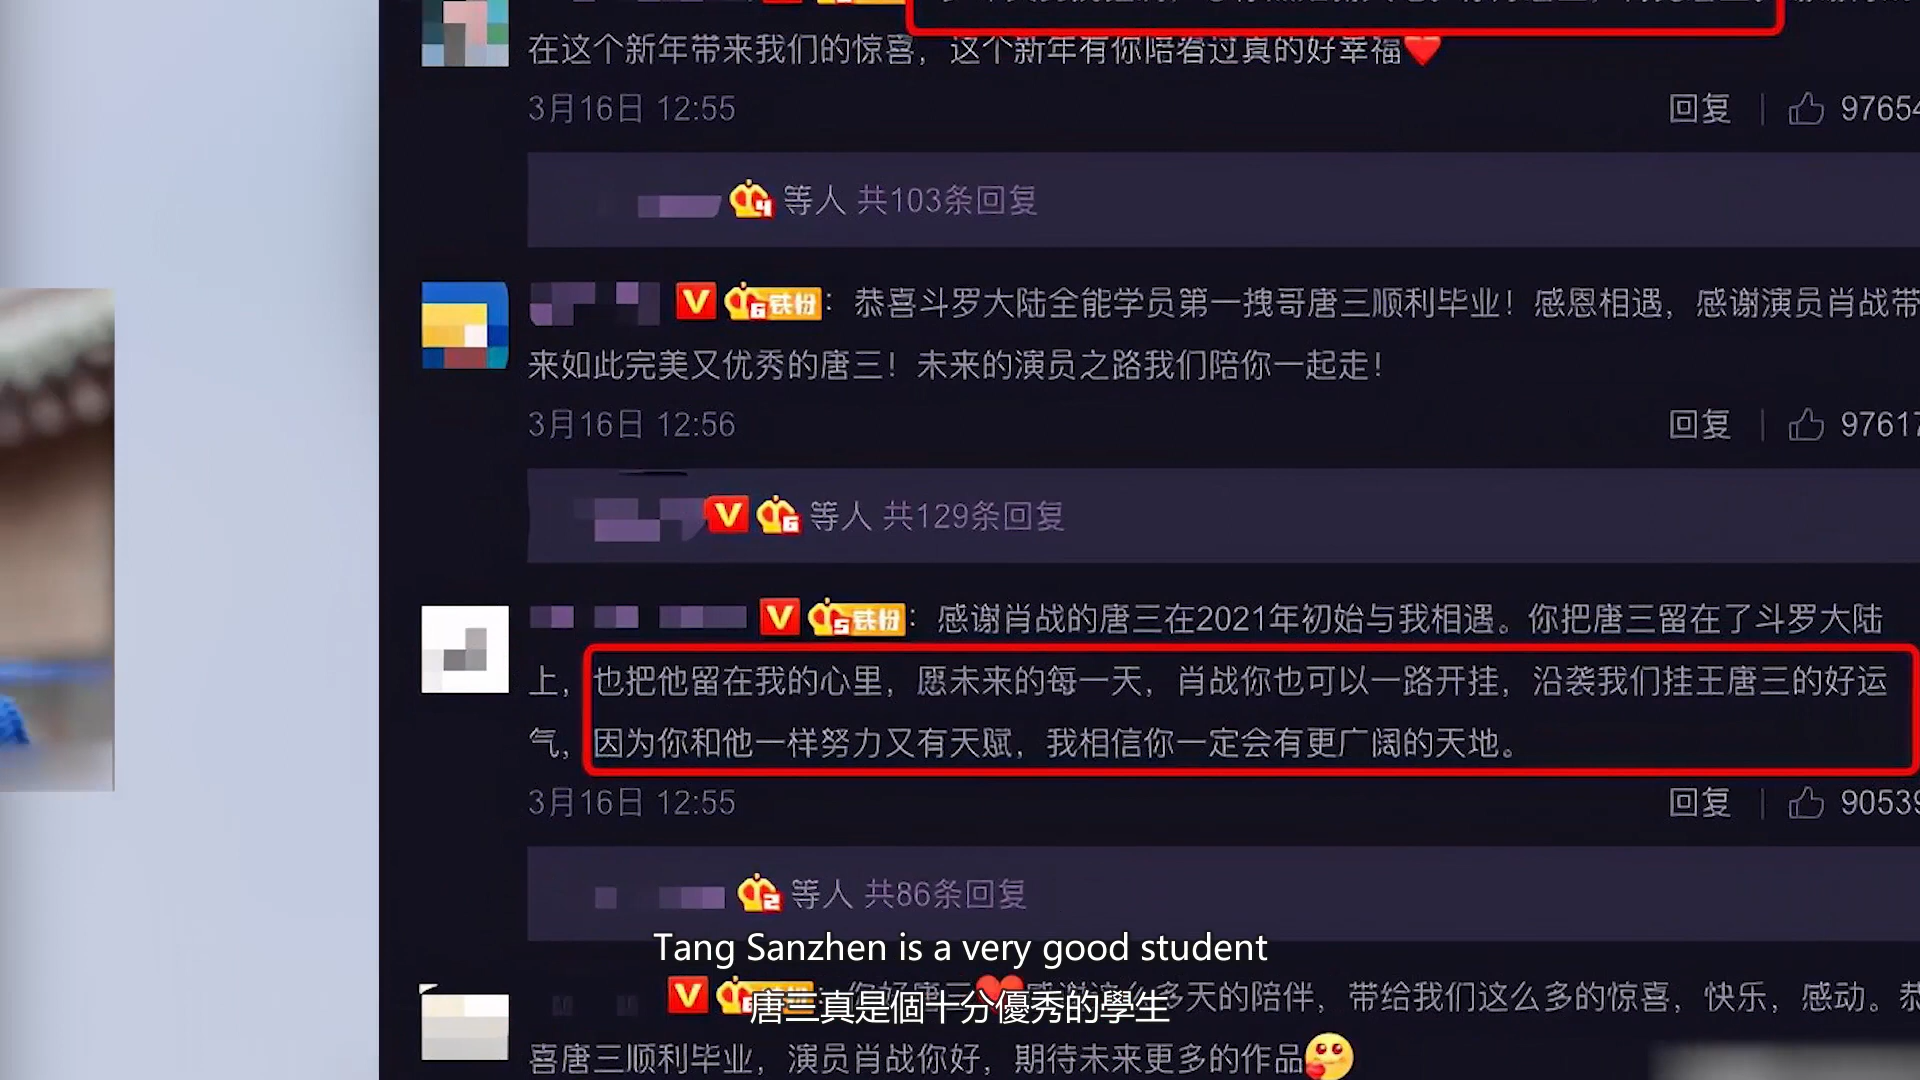 在这个新年带来我们的惊喜，这个新年有你陪着过真的好幸福
3月16日 12:55
回复 97654
4 等人 共103条回复
V 6 铁粉：恭喜斗罗大陆全能学员第一拽哥唐三顺利毕业！感恩相遇，感谢演员肖战带
来如此完美又优秀的唐三！未来的演员之路我们陪你一起走！
3月16日 12:56
回复 97617
V 6 等人 共129条回复
V 5 铁粉：感谢肖战的唐三在2021年初始与我相遇。你把唐三留在了斗罗大陆
上，也把他留在我的心里，愿未来的每一天，肖战你也可以一路开挂，沿袭我们挂王唐三的好运
气，因为你和他一样努力又有天赋，我相信你一定会有更广阔的天地。
3月16日 12:55
回复 90539
2 等人 共86条回复
Tang Sanzhen is a very good student
V 6 多天的陪伴，带给我们这么多的惊喜，快乐，感动。恭
唐三真是個十分優秀的學生
喜唐三顺利毕业，演员肖战你好，期待未来更多的作品